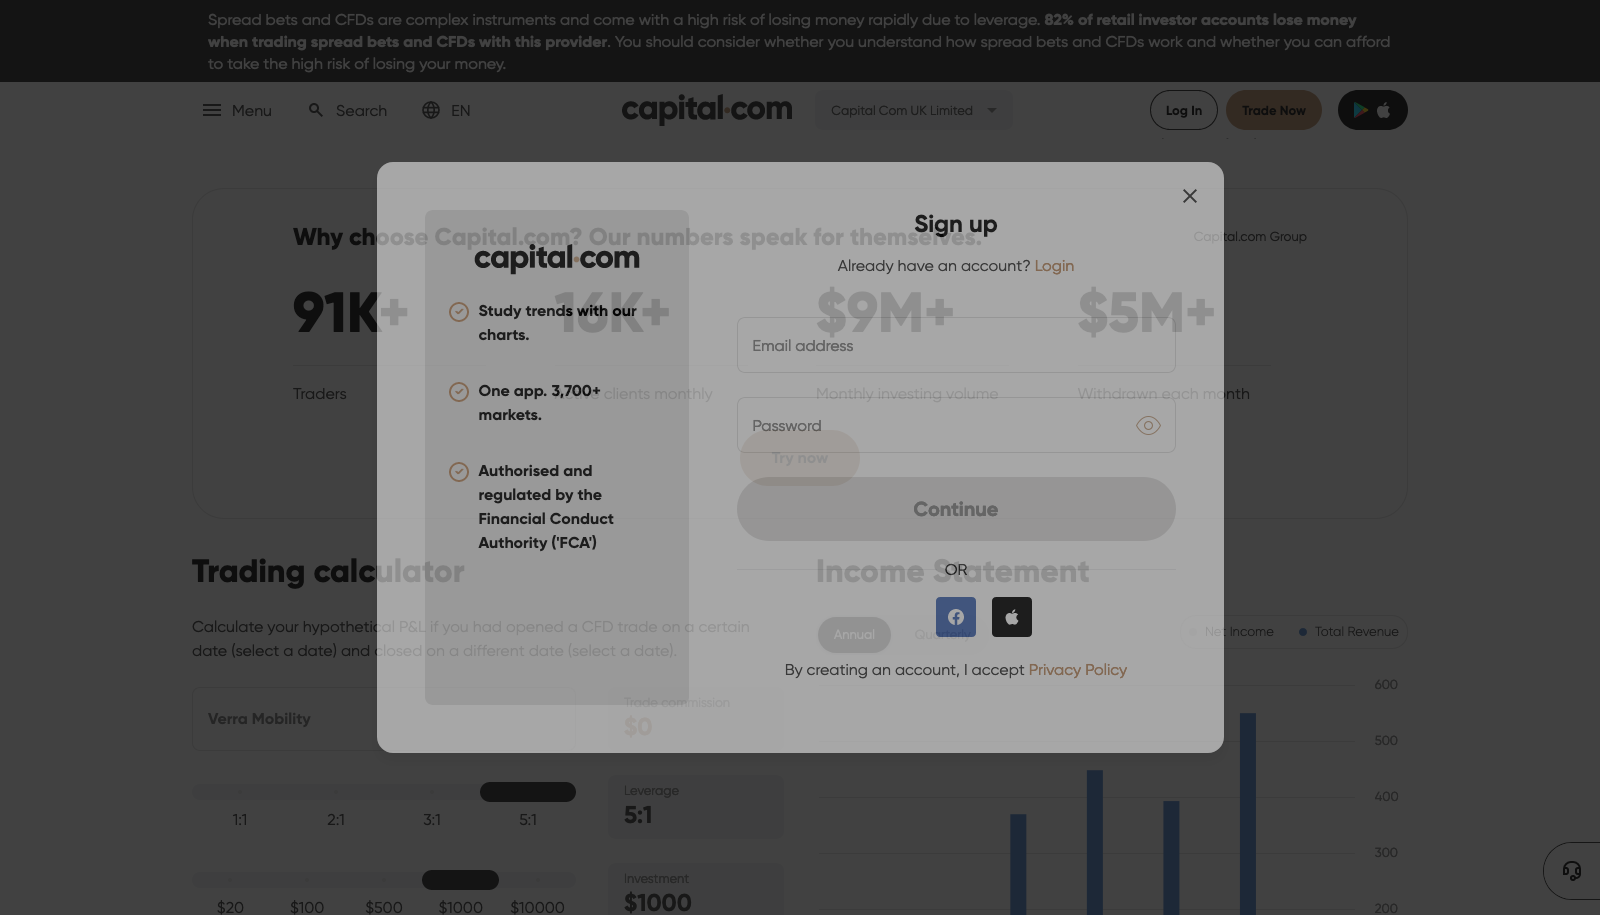 Spread bets and CFDs are complex instruments and come with a high risk of losing money rapidly due to leverage. 82% of retail investor accounts lose money
when trading spread bets and CFDs with this provider. You should consider whether you understand how spread bets and CFDs work and whether you can afford
to take the high risk of losing your money.
Menu
Search
EN
capital.com
Capital Com UK Limited
Log In
Trade Now
Why choose Capital.com? Our numbers speak for themselves.
Capital.com Group
91K+
16K+
$9M+
$5M+
Traders
clients monthly
Monthly investing volume
Withdrawn each month
Try now
capital.com
Study trends with our
charts.
One app. 3,700+
markets.
Authorised and
regulated by the
Financial Conduct
Authority ('FCA')
Sign up
Already have an account? Login
Email address
Password
Continue
OR
By creating an account, I accept Privacy Policy
Trading calculator
Calculate your hypothetical P&L if you had opened a CFD trade on a certain
date (select a date) and closed on a different date (select a date).
Verra Mobility
1:1
2:1
3:1
5:1
$20
$100
$500
$1000
$10000
Trade commission
$0
Leverage
5:1
Investment
$1000
Income Statement
Annual
Quarterly
Net Income
Total Revenue
600
500
400
300
200